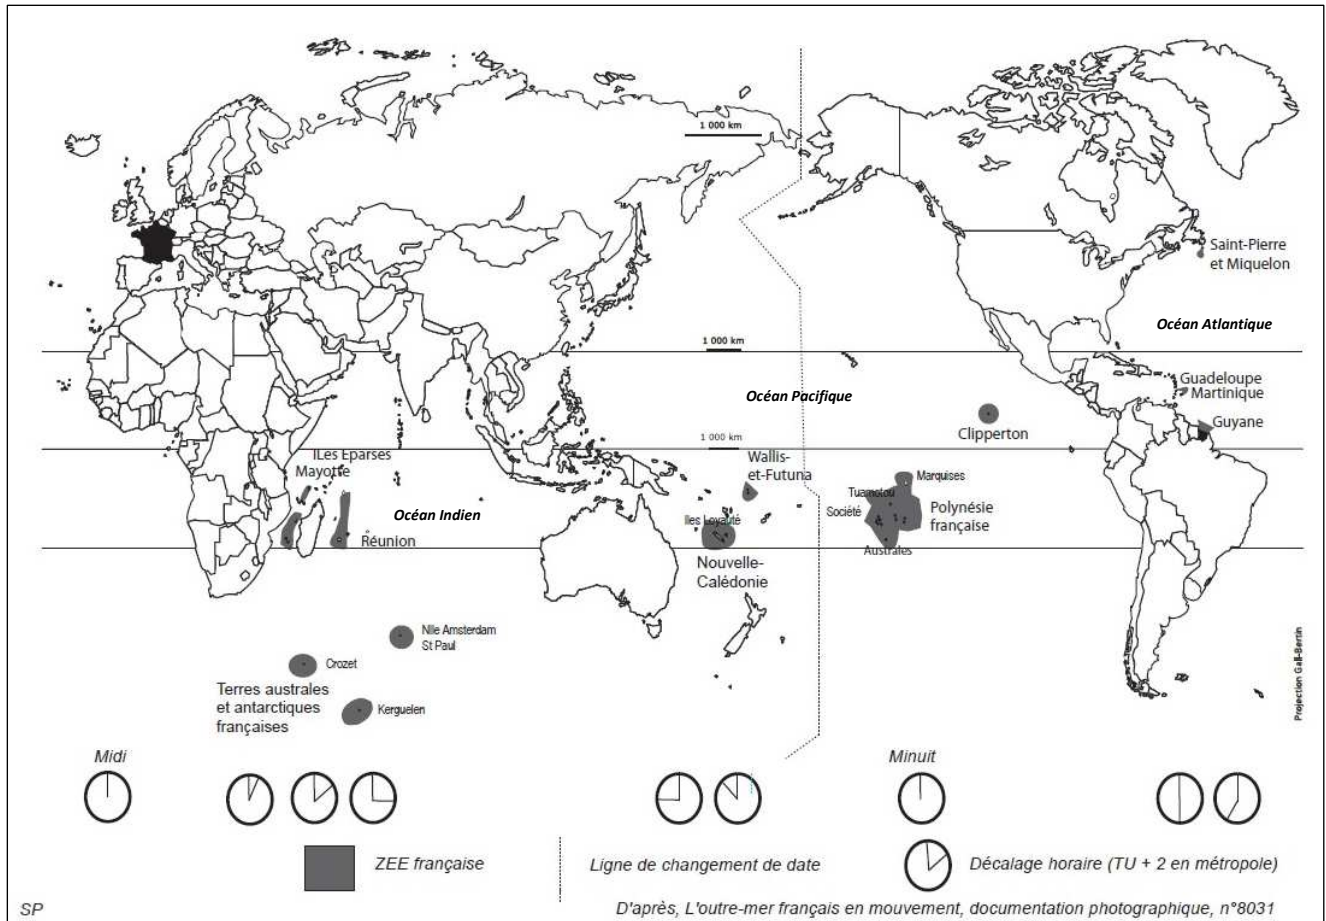 1 000 km
Saint-Pierre
et Miquelon
Océan Atlantique
1 000 km
Guadeloupe
Martinique
Océan Pacifique
Guyane
Clipperton
1 000 km
ILes Eparses
Mayotte
Wallis-
et-Futuna
Marquises
Tuamotou
Société
Polynésie
française
Océan Indien
Iles Loyauté
Réunion
Australes
Nouvelle-
Calédonie
Nlle Amsterdam
St Paul
Crozet
Terres australes
et antarctiques
françaises
Kerguelen
Projection Gall-Bertin
Midi
Minuit
ZEE française
Ligne de changement de date
Décalage horaire (TU + 2 en métropole)
SP
D'après, L'outre-mer français en mouvement, documentation photographique, n°8031